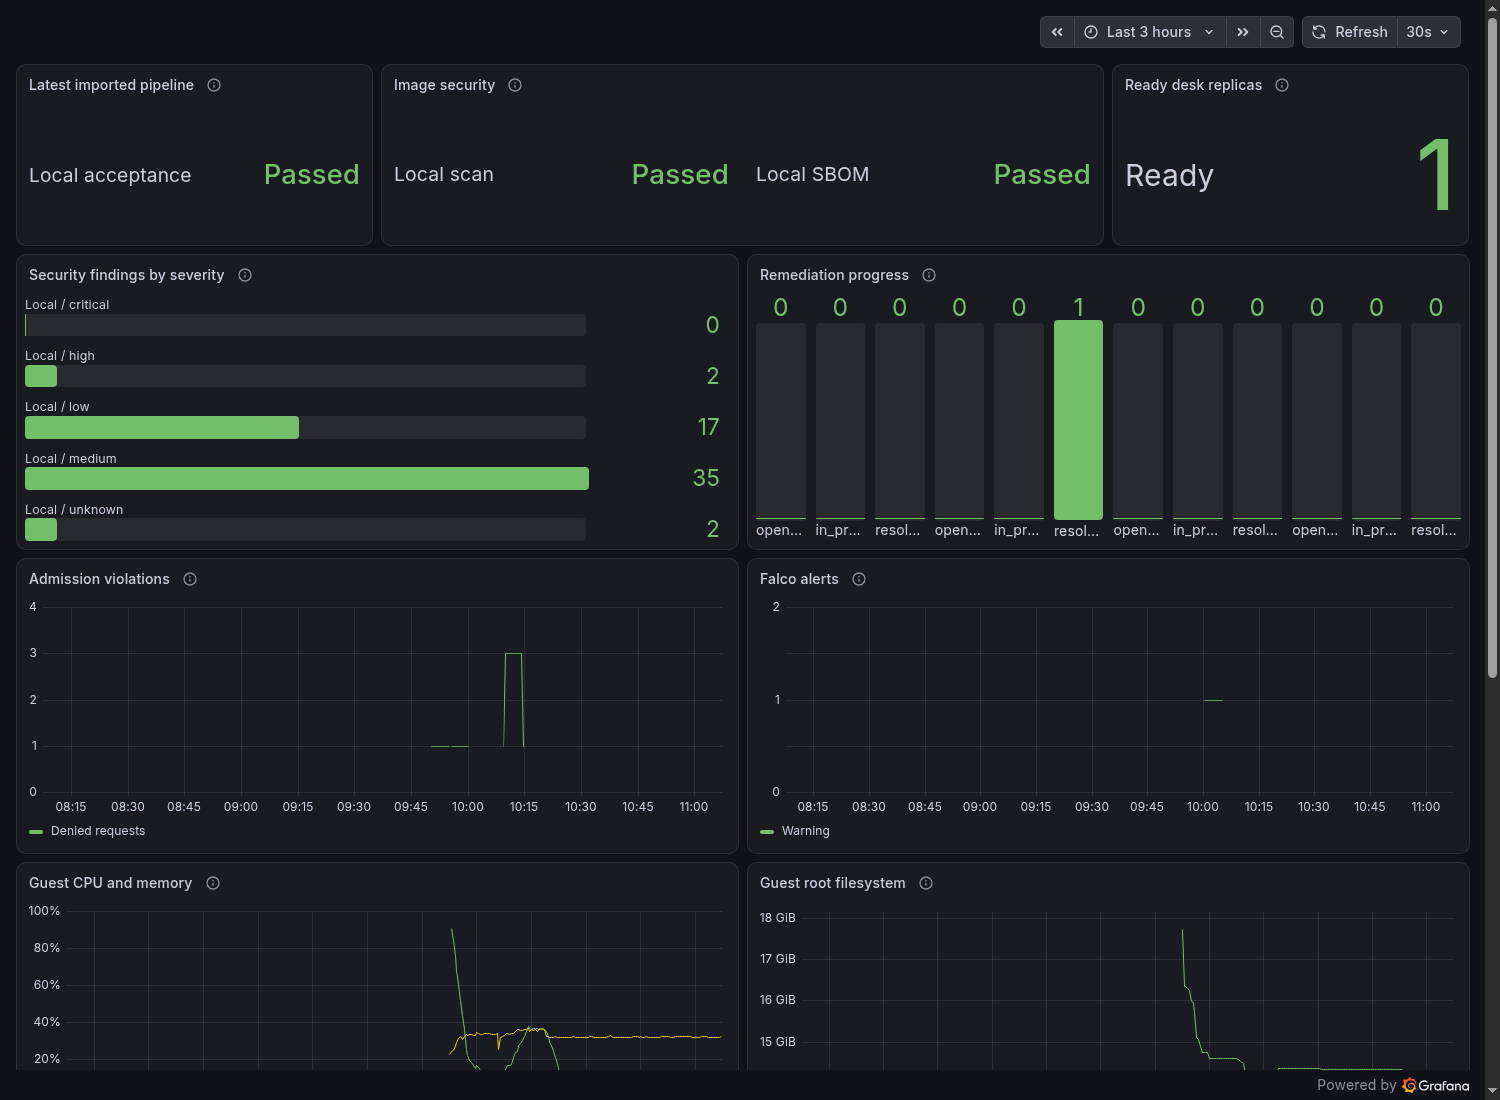 Last 3 hours
Refresh
30s
Latest imported pipeline
Local acceptance
Passed
Image security
Local scan
Passed
Local SBOM
Passed
Ready desk replicas
Ready
1
Security findings by severity
Local / critical
0
Local / high
2
Local / low
17
Local / medium
35
Local / unknown
2
Remediation progress
0 0 0 0 0 1 0 0 0 0 0 0
open... in_pr... resol... open... in_pr... resol... open... in_pr... resol... open... in_pr... resol...
Admission violations
4
3
2
1
0
08:15 08:30 08:45 09:00 09:15 09:30 09:45 10:00 10:15 10:30 10:45 11:00
Denied requests
Falco alerts
2
1
0
08:15 08:30 08:45 09:00 09:15 09:30 09:45 10:00 10:15 10:30 10:45 11:00
Warning
Guest CPU and memory
100%
80%
60%
40%
20%
Guest root filesystem
18 GiB
17 GiB
16 GiB
15 GiB
Powered by Grafana